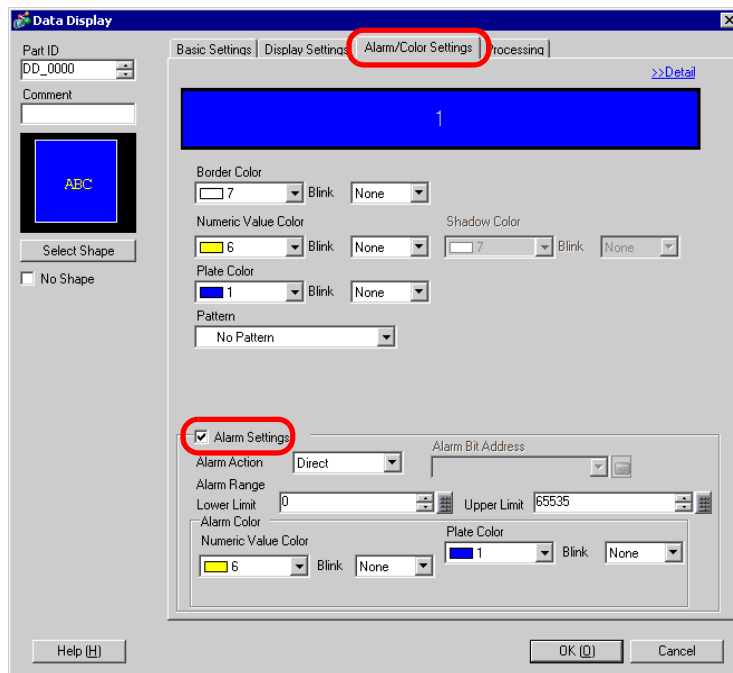 Data Display
Part ID
DD_0000
Comment
ABC
Select Shape
No Shape
Basic Settings Display Settings Alarm/Color Settings Processing
>>Detail
1
Border Color
7 Blink None
Numeric Value Color Shadow Color
6 Blink None 7 Blink None
Plate Color
1 Blink None
Pattern
No Pattern
Alarm Settings
Alarm Bit Address
Alarm Action Direct
Alarm Range
Lower Limit 0 Upper Limit 65535
Alarm Color
Numeric Value Color Plate Color
6 Blink None 1 Blink None
Help (H) OK (O) Cancel